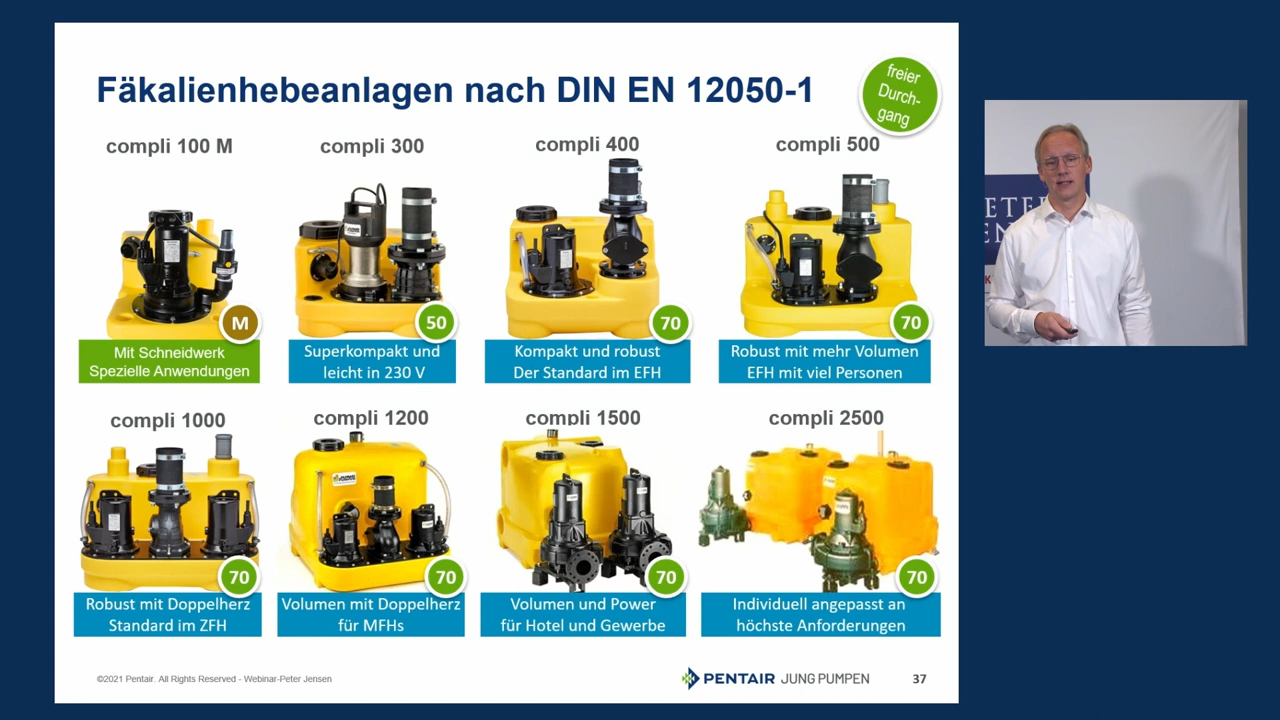 Fäkalienhebeanlagen nach DIN EN 12050-1
freier
Durch-
gang
compli 100 M
compli 300
compli 400
compli 500
M
50
70
70
Mit Schneidwerk
Spezielle Anwendungen
Superkompakt und
leicht in 230 V
Kompakt und robust
Der Standard im EFH
Robust mit mehr Volumen
EFH mit viel Personen
compli 1000
compli 1200
compli 1500
compli 2500
70
70
70
70
Robust mit Doppelherz
Standard im ZFH
Volumen mit Doppelherz
für MFHs
Volumen und Power
für Hotel und Gewerbe
Individuell angepasst an
höchste Anforderungen
©2021 Pentair. All Rights Reserved - Webinar-Peter Jensen
PENTAIR JUNG PUMPEN
37
ETER
EN
K